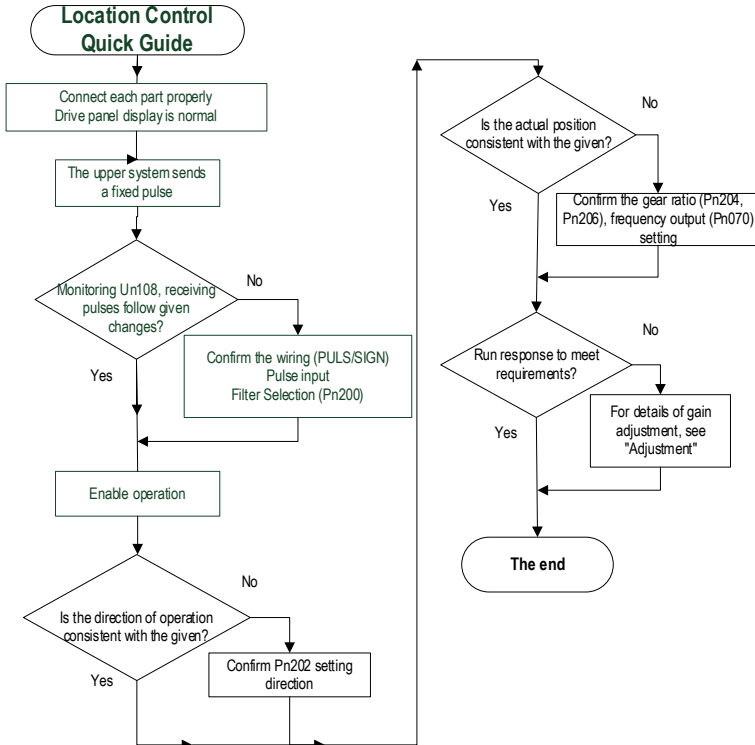 Location Control
Quick Guide
Connect each part properly
Drive panel display is normal
The upper system sends
a fixed pulse
Monitoring Un108, receiving
pulses follow given
changes?
No
Yes
Confirm the wiring (PULS/SIGN)
Pulse input
Filter Selection (Pn200)
Enable operation
No
Is the direction of operation
consistent with the given?
Yes
Confirm Pn202 setting
direction
No
Is the actual position
consistent with the given?
Yes
Confirm the gear ratio (Pn204,
Pn206), frequency output (Pn070)
setting
No
Run response to meet
requirements?
Yes
For details of gain
adjustment, see
"Adjustment"
The end